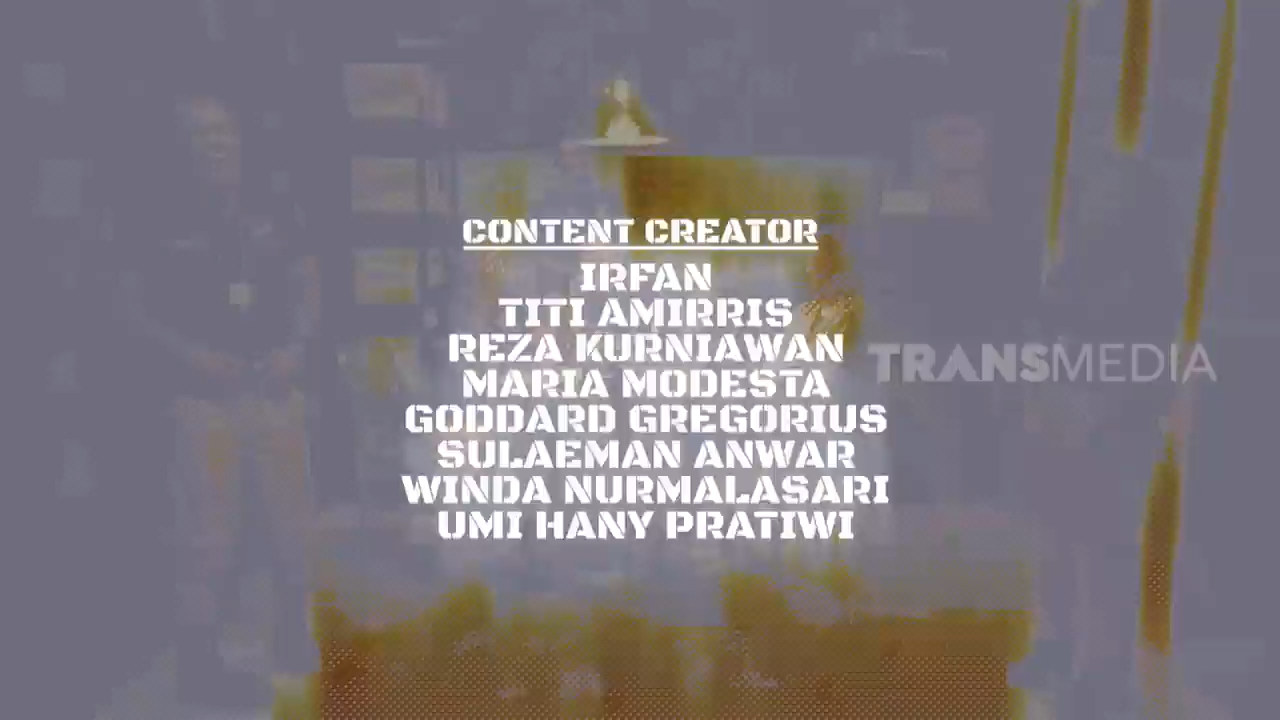 CONTENT CREATOR
IRFAN
TITI AMIRRIS
REZA KURNIAWAN
MARIA MODESTA
GODDARD GREGORIUS
SULAEMAN ANWAR
WINDA NURMALASARI
UMI HANY PRATIWI
TRANSMEDIA